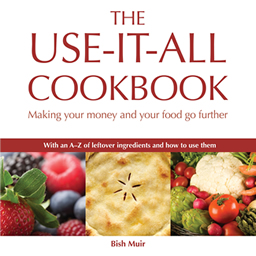 THE
USE-IT-ALL
COOKBOOK
Making your money and your food go further
With an A–Z of leftover ingredients and how to use them
Bish Muir